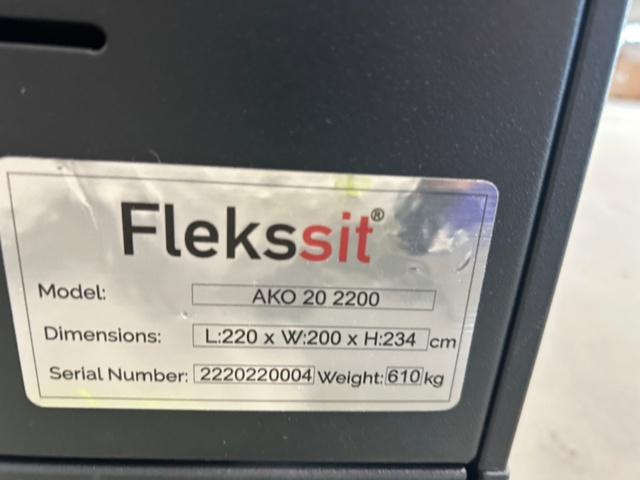 Flekssit®
Model: AKO 20 2200
Dimensions: L:220 x W:200 x H:234 cm
Serial Number: 2220220004 Weight: 610 kg